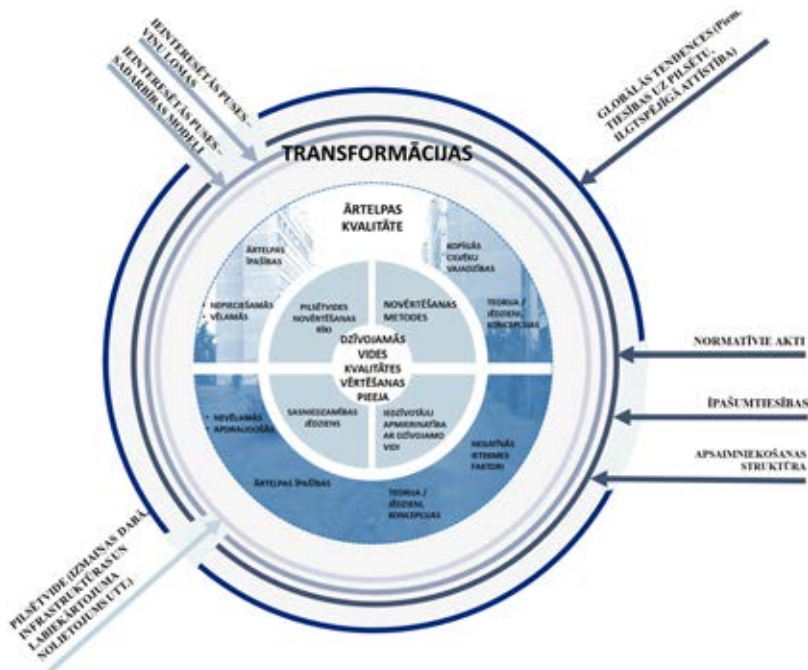 IEINTERESĒTĀS PUSES –
VIŅU LOMAS
IEINTERESĒTĀS PUSES –
SADARBĪBAS MODEĻI
GLOBĀLĀS TENDENCES (Piem.
TIESĪBAS UZ PILSĒTU,
ILGTSPĒJĪGĀ ATTĪSTĪBA)
TRANSFORMĀCIJAS
ĀRTELPAS
KVALITĀTE
ĀRTELPAS
ĪPAŠĪBAS
KOPĪGĀS
CILVĒKU
VAJADZĪBAS
• NEPIECIEŠAMĀS
• VĒLAMĀS
PILSĒTVIDES
NOVĒRTĒŠANAS
RĪKI
NOVĒRTĒŠANAS
METODES
TEORIJA /
JĒDZIENI,
KONCEPCIJAS
DZĪVOJAMĀS
VIDES
KVALITĀTES
VĒRTĒŠANAS
PIEEJA
NORMATĪVIE AKTI
ĪPAŠUMTIESĪBAS
APSAIMNIEKOŠANAS
STRUKTŪRA
• NEVĒLAMĀS
• APDRAUDOŠĀS
SASNIEDZAMĪBAS
JĒDZIENS
IEDZĪVOTĀJU
APMIERINĀTĪBA
AR DZĪVOJAMO
VIDI
NEGATĪVĀS
IETEKMES
FAKTORI
ĀRTELPAS ĪPAŠĪBAS
TEORIJA /
JĒDZIENI,
KONCEPCIJAS
PILSĒTVIDE (IZMAIŅAS DABĀ,
INFRASTRUKTŪRAS UN
LABIEKĀRTOJUMA
NOLIETOJUMS UTT.)